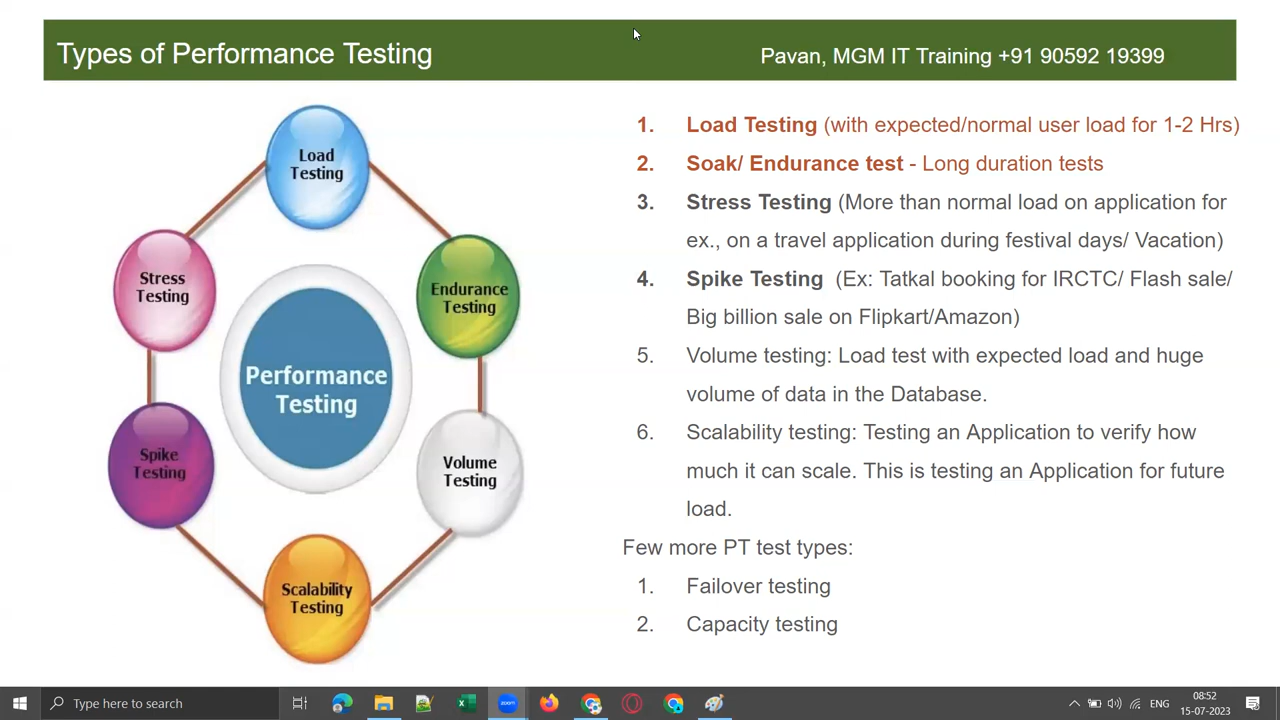 Types of Performance Testing
Pavan, MGM IT Training +91 90592 19399
Load
Testing
Stress
Testing
Endurance
Testing
Performance
Testing
Spike
Testing
Volume
Testing
Scalability
Testing
1. Load Testing (with expected/normal user load for 1-2 Hrs)
2. Soak/ Endurance test - Long duration tests
3. Stress Testing (More than normal load on application for
ex., on a travel application during festival days/ Vacation)
4. Spike Testing (Ex: Tatkal booking for IRCTC/ Flash sale/
Big billion sale on Flipkart/Amazon)
5. Volume testing: Load test with expected load and huge
volume of data in the Database.
6. Scalability testing: Testing an Application to verify how
much it can scale. This is testing an Application for future
load.
Few more PT test types:
1. Failover testing
2. Capacity testing
Type here to search
zoom
ENG
08:52
15-07-2023